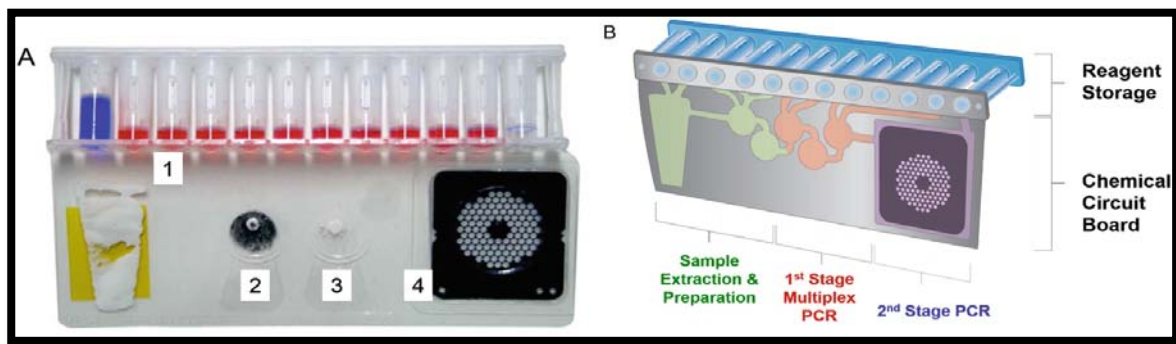 A
1
2
3
4
B
Reagent
Storage
Chemical
Circuit
Board
Sample
Extraction &
Preparation
1st Stage
Multiplex
PCR
2nd Stage PCR